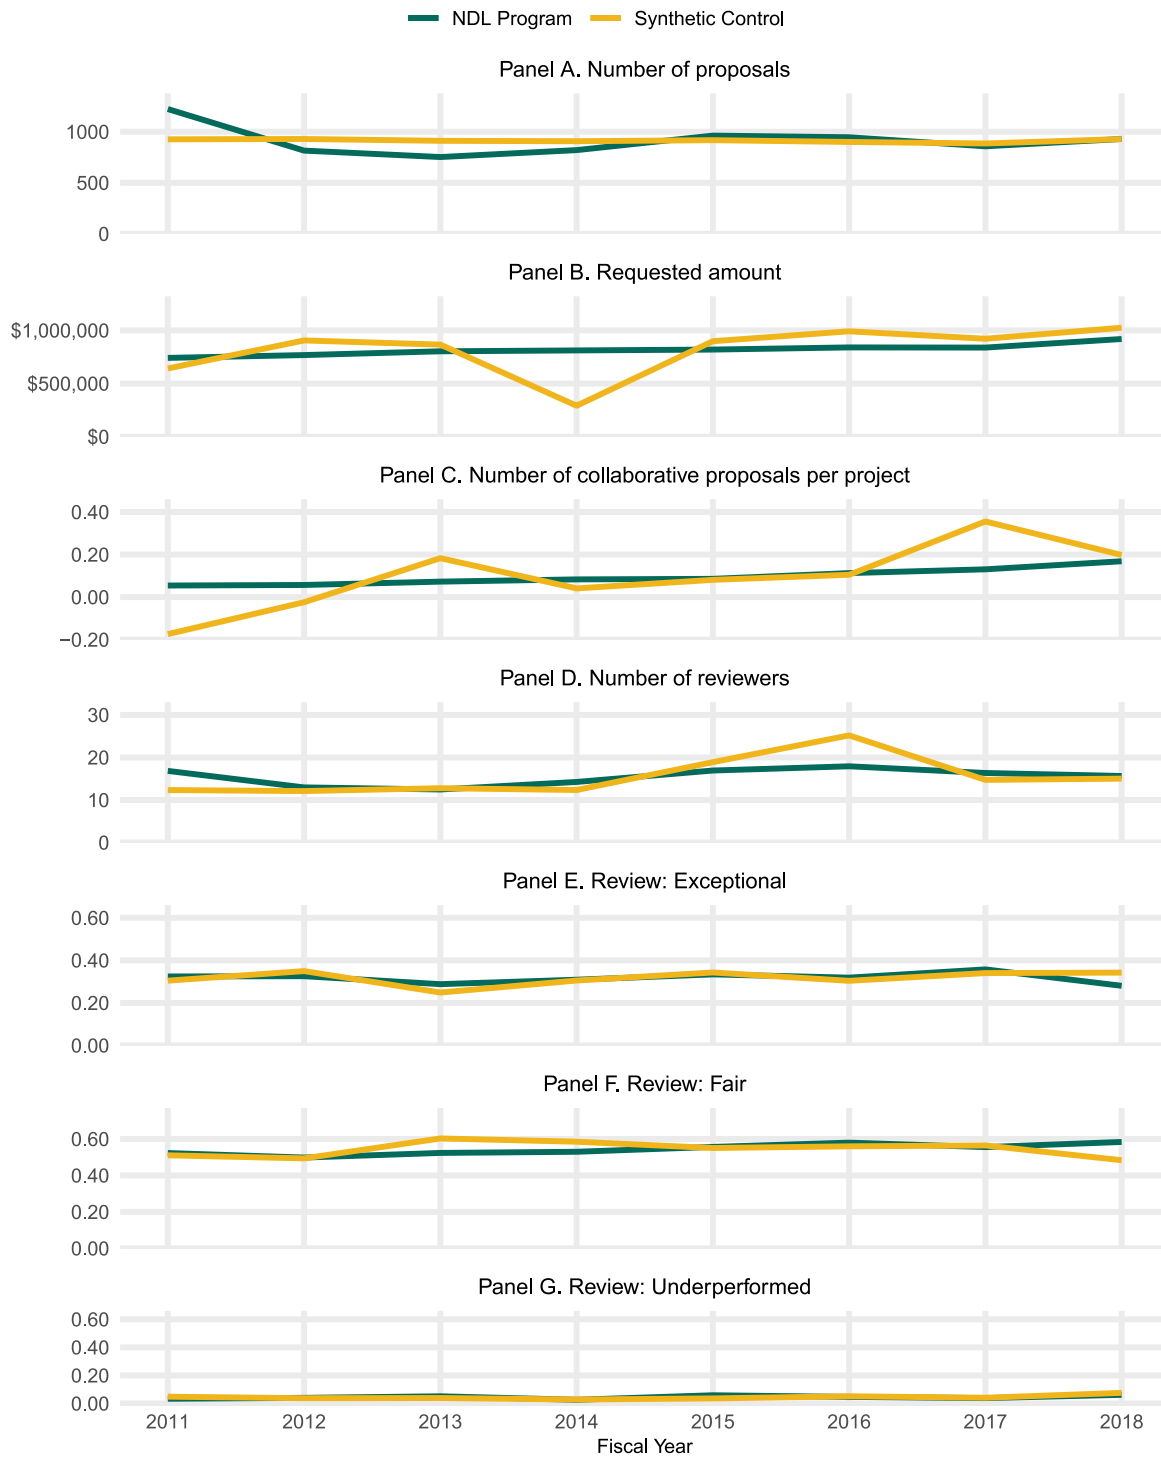 NDL Program Synthetic Control
Panel A. Number of proposals
1000
500
0
Panel B. Requested amount
$1,000,000
$500,000
$0
Panel C. Number of collaborative proposals per project
0.40
0.20
0.00
−0.20
Panel D. Number of reviewers
30
20
10
0
Panel E. Review: Exceptional
0.60
0.40
0.20
0.00
Panel F. Review: Fair
0.60
0.40
0.20
0.00
Panel G. Review: Underperformed
0.60
0.40
0.20
0.00
2011 2012 2013 2014 2015 2016 2017 2018
Fiscal Year